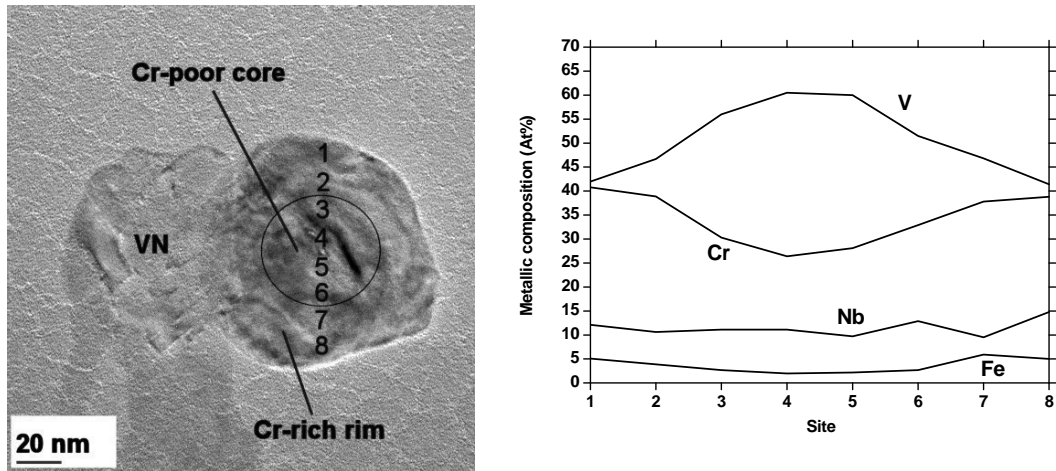 Cr-poor core
1
2
3
4
5
6
7
8
VN
Cr-rich rim
20 nm
Metallic composition (At%)
70
65
60
55
50
45
40
35
30
25
20
15
10
5
0
V
Cr
Nb
Fe
1 2 3 4 5 6 7 8
Site